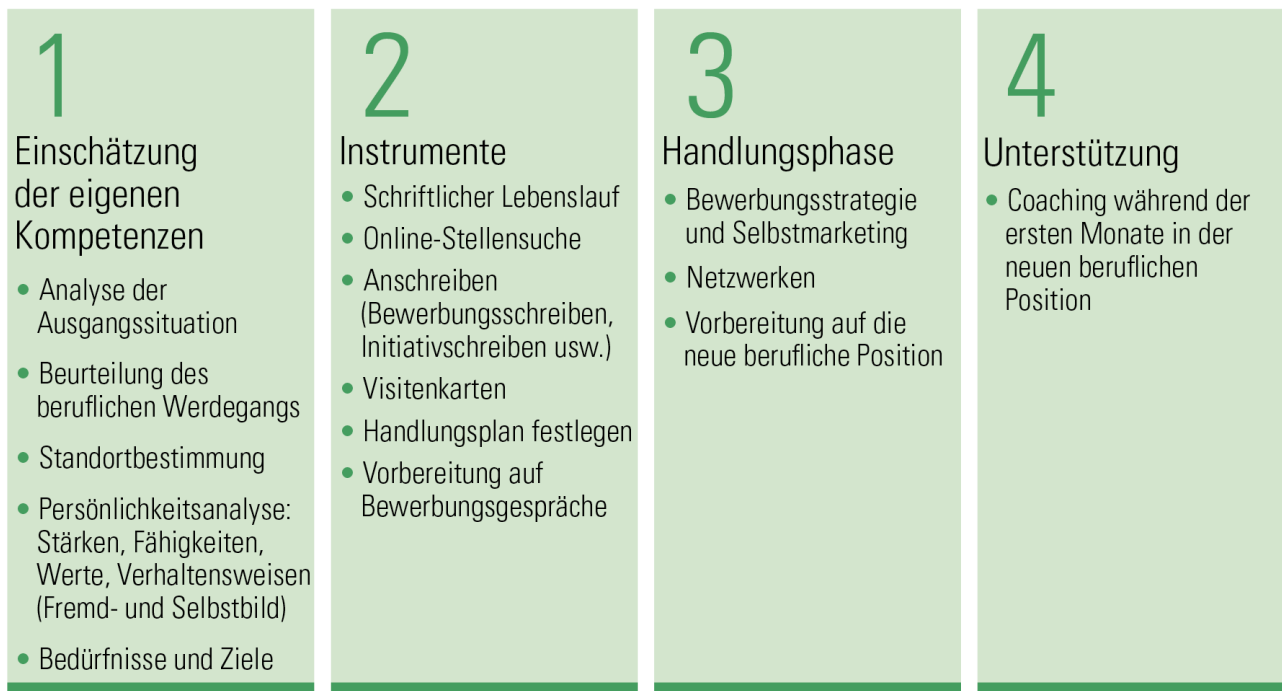 1
Einschätzung
der eigenen
Kompetenzen
• Analyse der
Ausgangssituation
• Beurteilung des
beruflichen Werdegangs
• Standortbestimmung
• Persönlichkeitsanalyse:
Stärken, Fähigkeiten,
Werte, Verhaltensweisen
(Fremd- und Selbstbild)
• Bedürfnisse und Ziele
2
Instrumente
• Schriftlicher Lebenslauf
• Online-Stellensuche
• Anschreiben
(Bewerbungsschreiben,
Initiativschreiben usw.)
• Visitenkarten
• Handlungsplan festlegen
• Vorbereitung auf
Bewerbungsgespräche
3
Handlungsphase
• Bewerbungsstrategie
und Selbstmarketing
• Netzwerken
• Vorbereitung auf die
neue berufliche Position
4
Unterstützung
• Coaching während der
ersten Monate in der
neuen beruflichen
Position